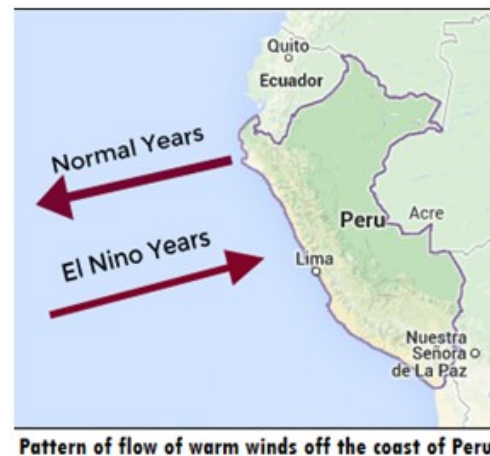 Quito
Ecuador
Normal Years
El Nino Years
Peru
Acre
Lima
Nuestra
Señora
de La Paz
Pattern of flow of warm winds off the coast of Peru